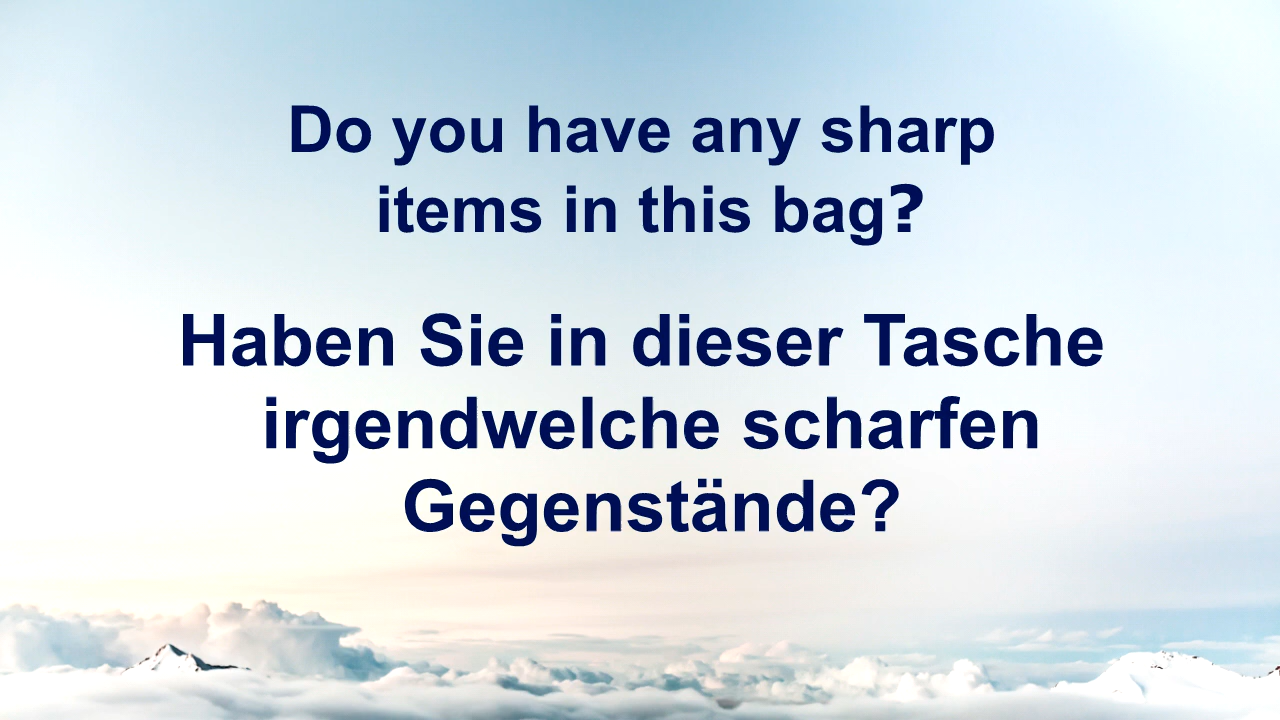 Do you have any sharp
items in this bag?
Haben Sie in dieser Tasche
irgendwelche scharfen
Gegenstände?